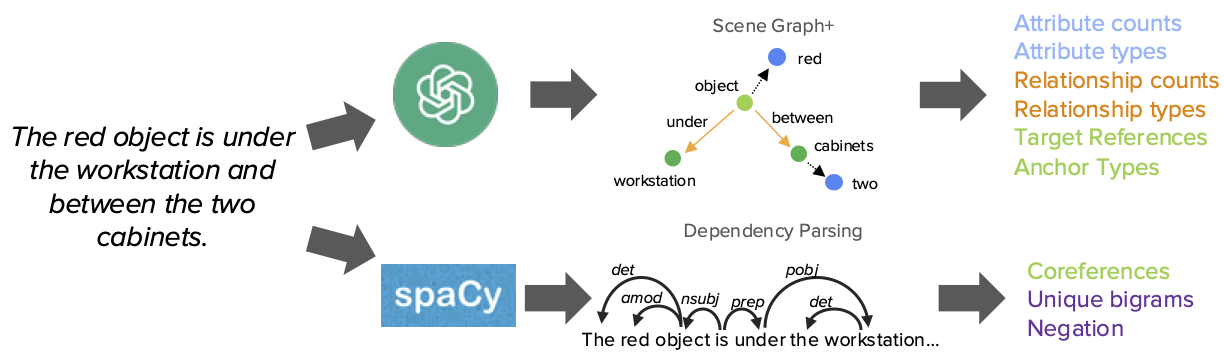 The red object is under
the workstation and
between the two
cabinets.
Scene Graph+
red
object
under
between
cabinets
workstation
two
Attribute counts
Attribute types
Relationship counts
Relationship types
Target References
Anchor Types
spaCy
Dependency Parsing
det
pobj
amod
nsubj
prep
det
The red object is under the workstation...
Coreferences
Unique bigrams
Negation